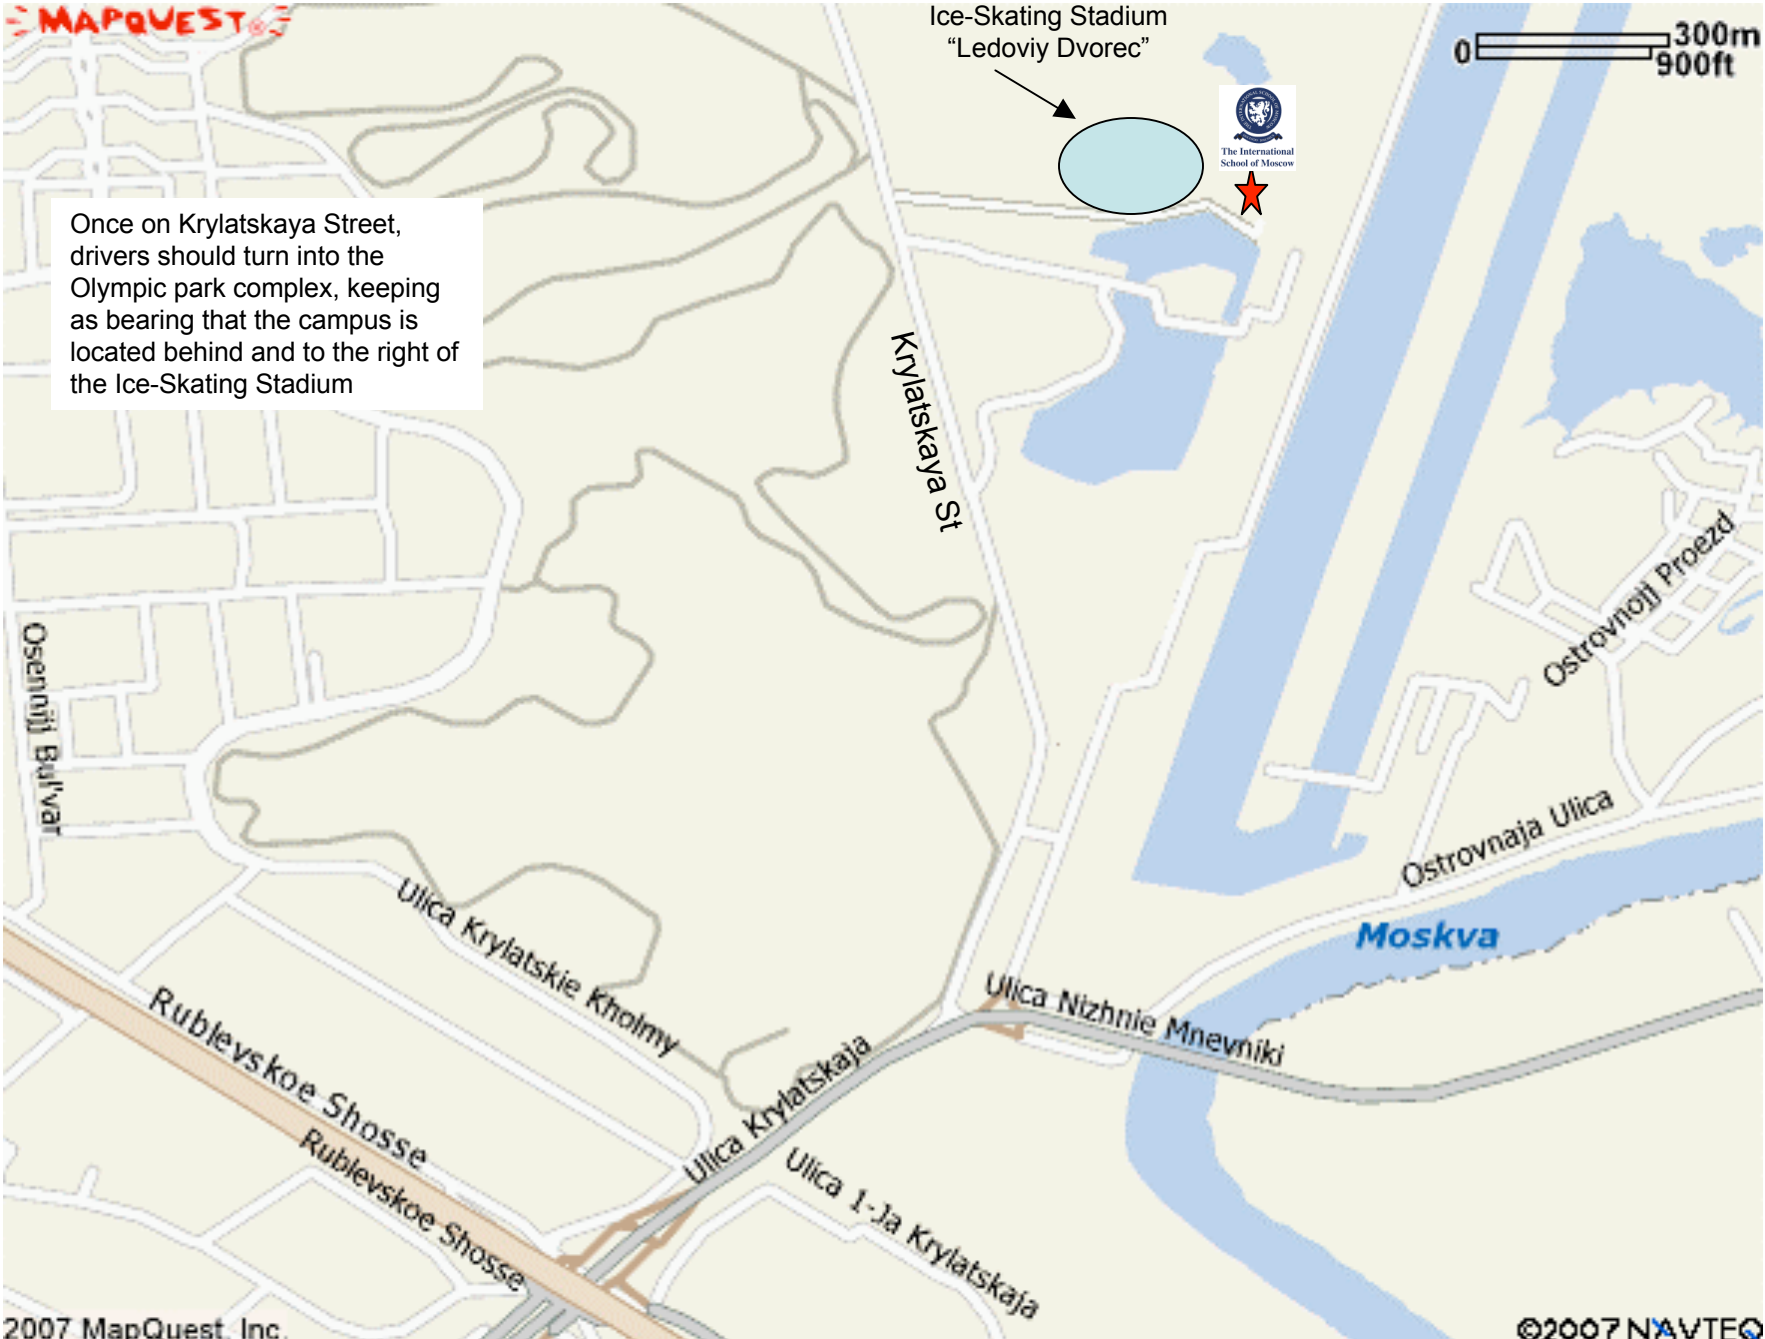 MAPQUEST
Ice-Skating Stadium
“Ledoviy Dvorec”
0 300m
900ft
The International
School of Moscow
Once on Krylatskaya Street,
drivers should turn into the
Olympic park complex, keeping
as bearing that the campus is
located behind and to the right of
the Ice-Skating Stadium
Krylatskaya St
Ostrovnojj Proezd
Osennijj Bul'var
Ostrovnaja Ulica
Moskva
Ulica Krylatskie Kholmy
Ulica Nizhnie Mnevniki
Rublevskoe Shosse
Ulica Krylatskaja
Rublevskoe Shosse
Ulica 1-Ja Krylatskaja
2007 MapQuest, Inc.
©2007 NAVTEQ